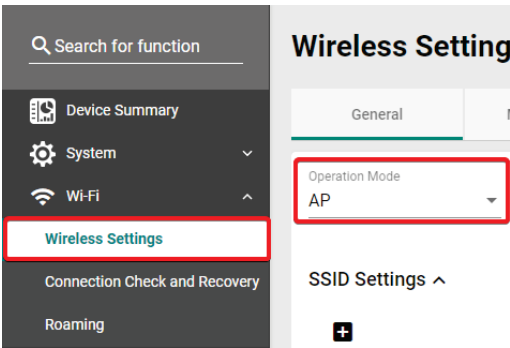 Search for function
Device Summary
System
Wi-Fi
Wireless Settings
Connection Check and Recovery
Roaming
Wireless Setting
General
Operation Mode
AP
SSID Settings